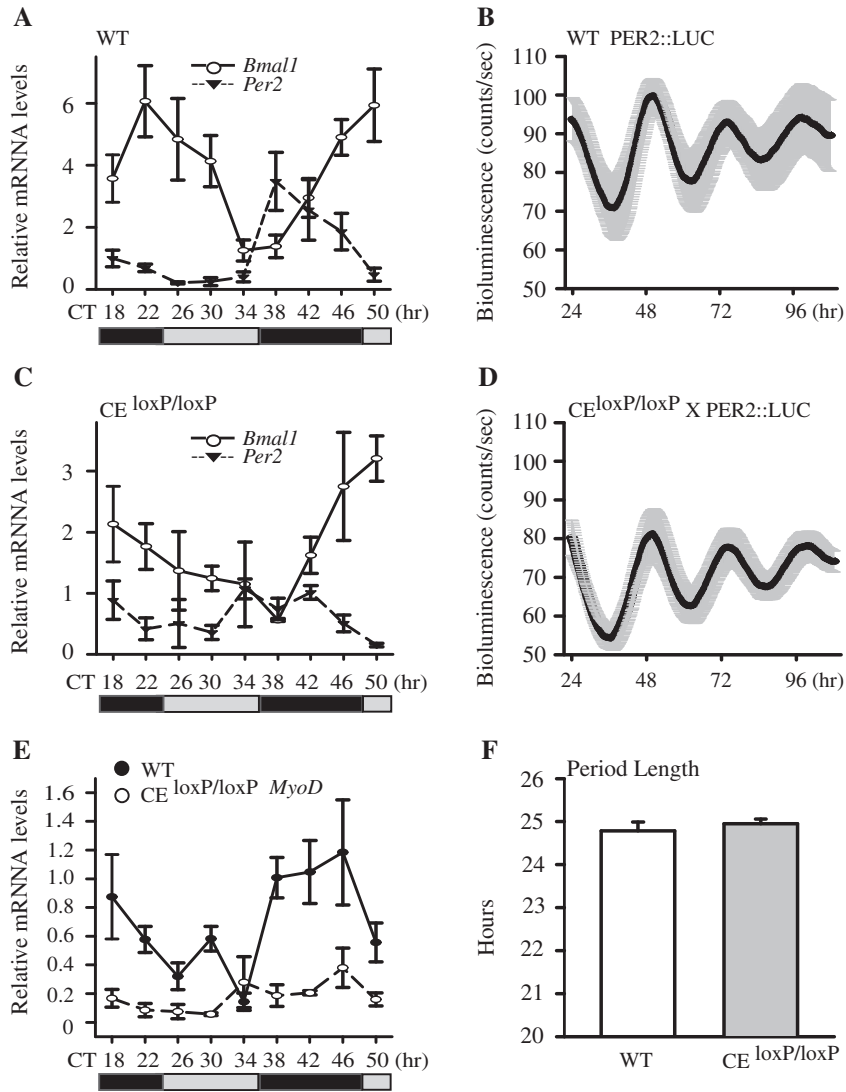 A
WT
Relative mRNNA levels
Bmal1
Per2
6
4
2
0
CT 18 22 26 30 34 38 42 46 50 (hr)
B
WT PER2::LUC
Bioluminescence (counts/sec)
110
100
90
80
70
60
50
24 48 72 96 (hr)
C
CE loxP/loxP
Relative mRNNA levels
Bmal1
Per2
3
2
1
0
CT 18 22 26 30 34 38 42 46 50 (hr)
D
CE loxP/loxP X PER2::LUC
Bioluminescence (counts/sec)
110
100
90
80
70
60
50
24 48 72 96 (hr)
E
WT
CE loxP/loxP MyoD
Relative mRNNA levels
1.6
1.4
1.2
1.0
0.8
0.6
0.4
0.2
0
CT 18 22 26 30 34 38 42 46 50 (hr)
F
Period Length
Hours
26
25
24
23
22
21
20
WT CE loxP/loxP